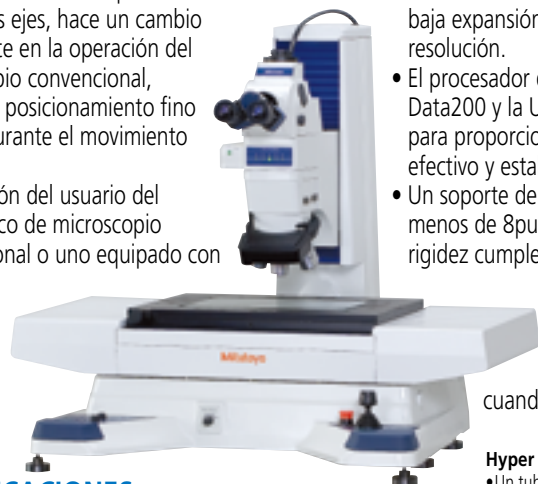 s ejes, hace un cambio
te en la operación del
pio convencional,
posicionamiento fino
urante el movimiento
ón del usuario del
co de microscopio
onal o uno equipado con
baja expansión
resolución.
• El procesador
Data200 y la U
para proporcio
efectivo y esta
• Un soporte de
menos de 8pu
rigidez cumple
Mitutoyo
cuand
Hyper
•Un tub
CACIONES